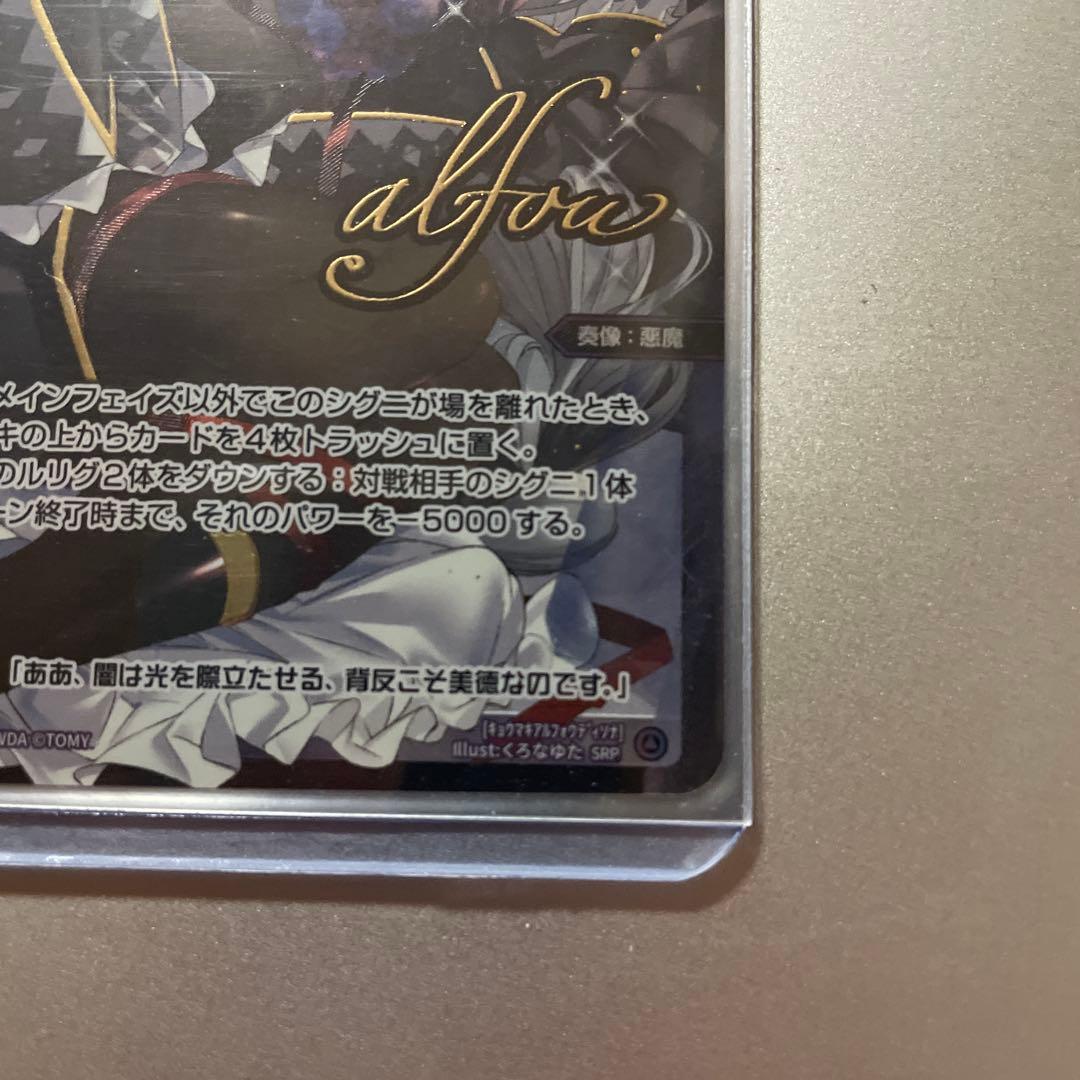 alfou
奏像：悪魔
メインフェイズ以外でこのシグニが場を離れたとき、
キの上からカードを４枚トラッシュに置く。
のルリグ２体をダウンする：対戦相手のシグニ１体
ーン終了時まで、それのパワーを－5000する。
「ああ、闇は光を際立たせる、背反こそ美徳なのです。」
[キョウマキアルフォウディソナ]
WDA ©TOMY
Illust:くろなゆた SRP